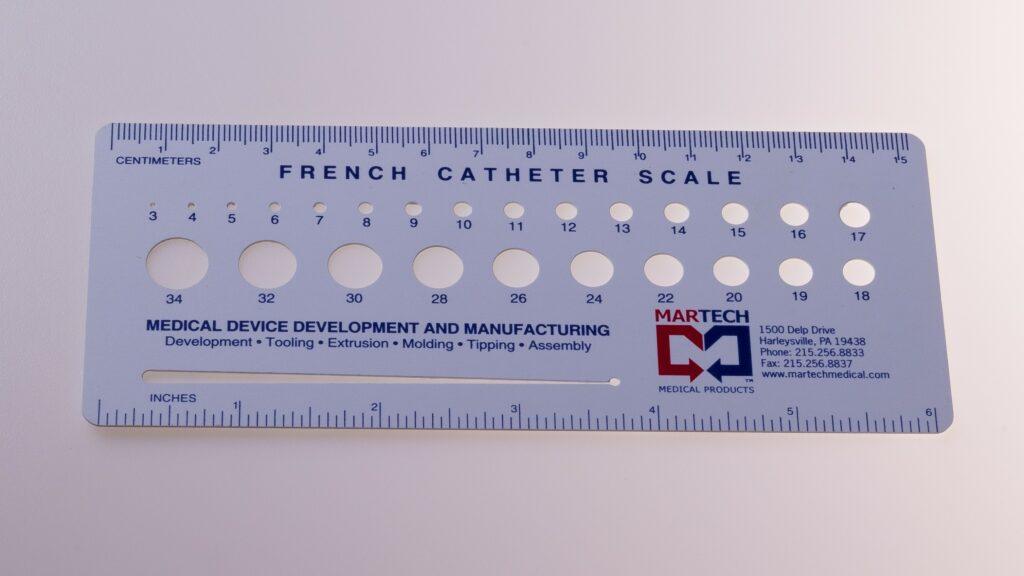 1 2 3 4 5 6 7 8 9 10 11 12 13 14 15
CENTIMETERS
FRENCH CATHETER SCALE
3 4 5 6 7 8 9 10 11 12 13 14 15 16 17
34 32 30 28 26 24 22 20 19 18
MEDICAL DEVICE DEVELOPMENT AND MANUFACTURING
Development • Tooling • Extrusion • Molding • Tipping • Assembly
MARTECH
TM
MEDICAL PRODUCTS
1500 Delp Drive
Harleysville, PA 19438
Phone: 215.256.8833
Fax: 215.256.8837
www.martechmedical.com
INCHES
1 2 3 4 5 6